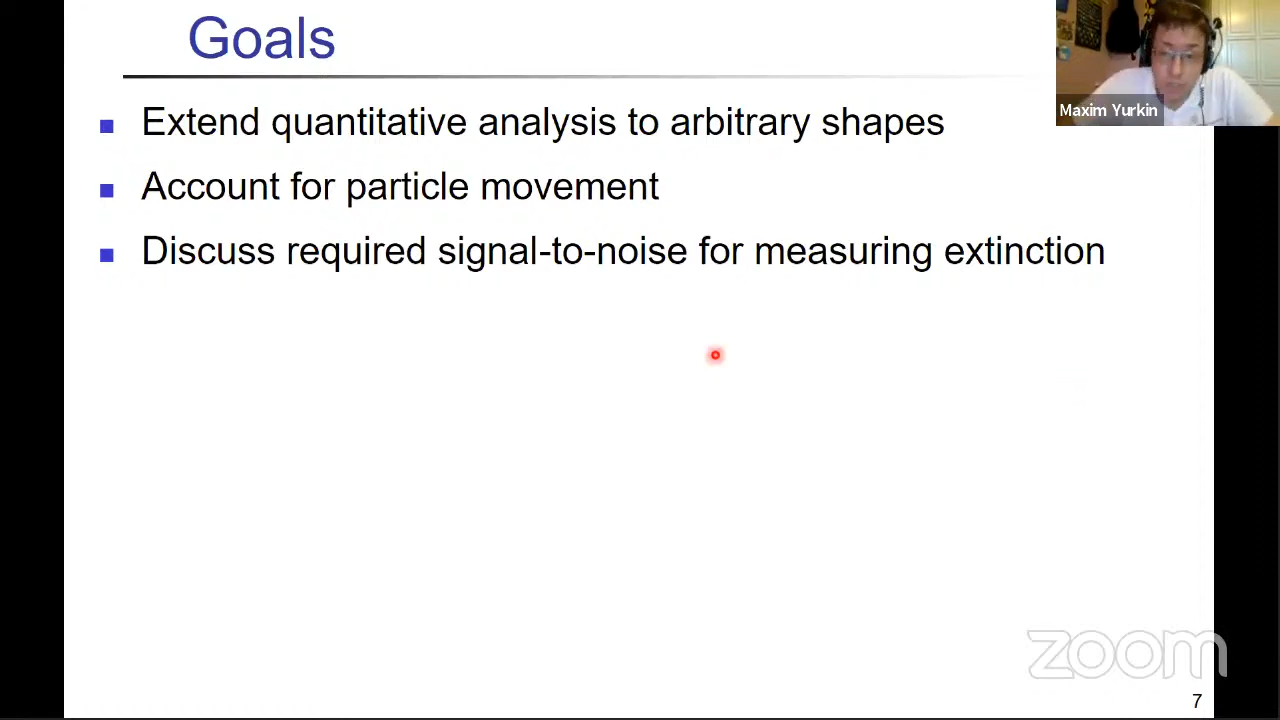 Goals
Maxim Yurkin
Extend quantitative analysis to arbitrary shapes
Account for particle movement
Discuss required signal-to-noise for measuring extinction
zoom
7